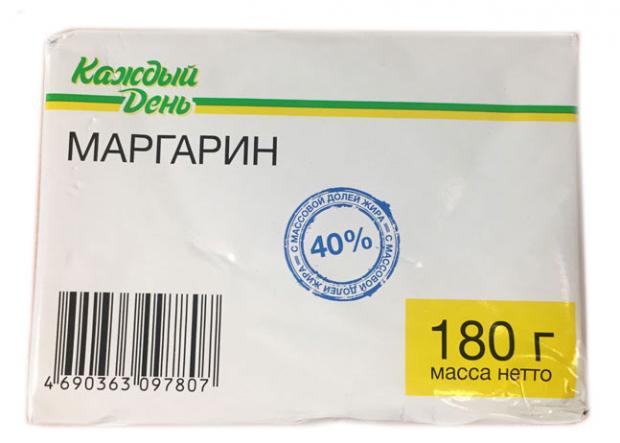 Каждый
День
МАРГАРИН
= С МАССОВОЙ ДОЛЕЙ ЖИРА = С МАССОВОЙ ДОЛЕЙ ЖИРА
40%
180 г
масса нетто
4 690363 097807